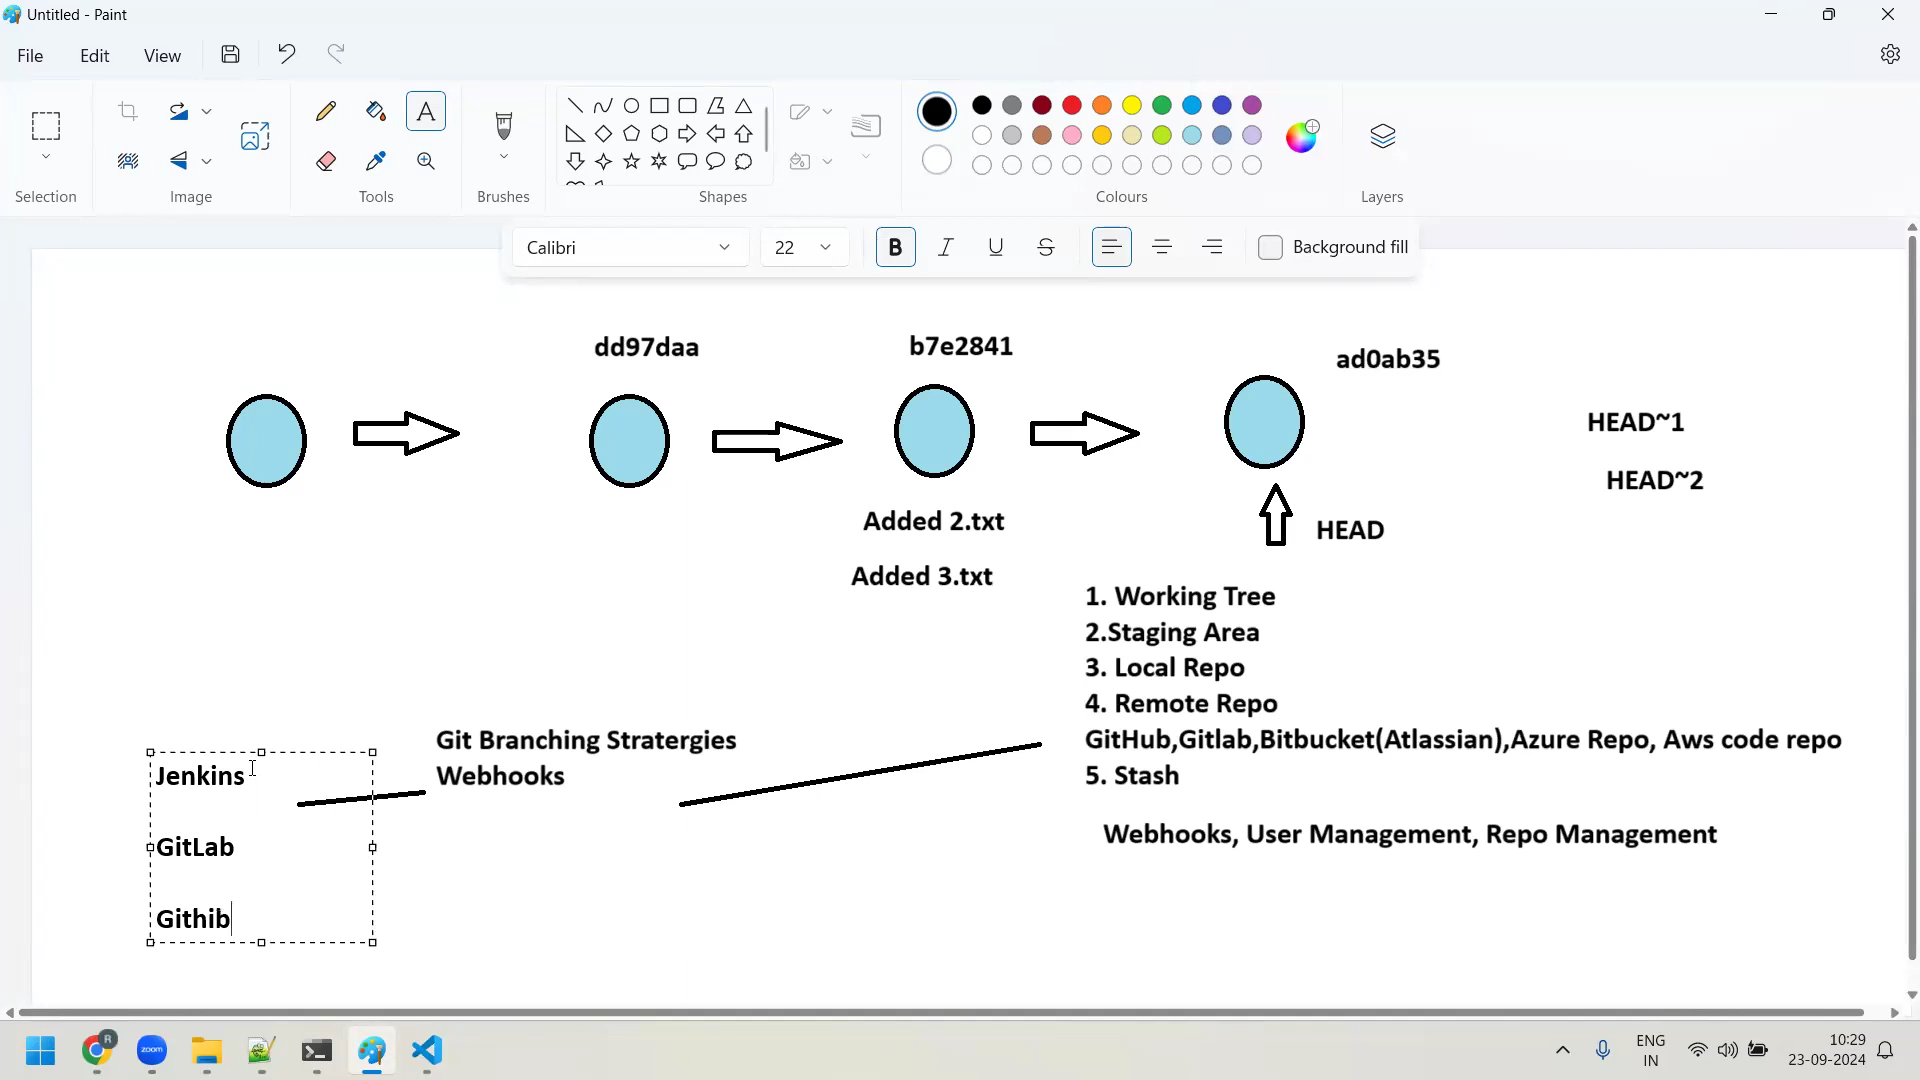 Untitled - Paint
File Edit View
Selection
Image
Tools
Brushes
Shapes
Colours
Layers
A
Calibri
22
B I U S
Background fill
dd97daa
b7e2841
ad0ab35
HEAD~1
HEAD~2
Added 2.txt
HEAD
Added 3.txt
1. Working Tree
2.Staging Area
3. Local Repo
4. Remote Repo
GitHub,Gitlab,Bitbucket(Atlassian),Azure Repo, Aws code repo
5. Stash
Webhooks, User Management, Repo Management
Git Branching Stratergies
Webhooks
Jenkins
GitLab
Githib
R
zoom
ENG
IN
10:29
23-09-2024